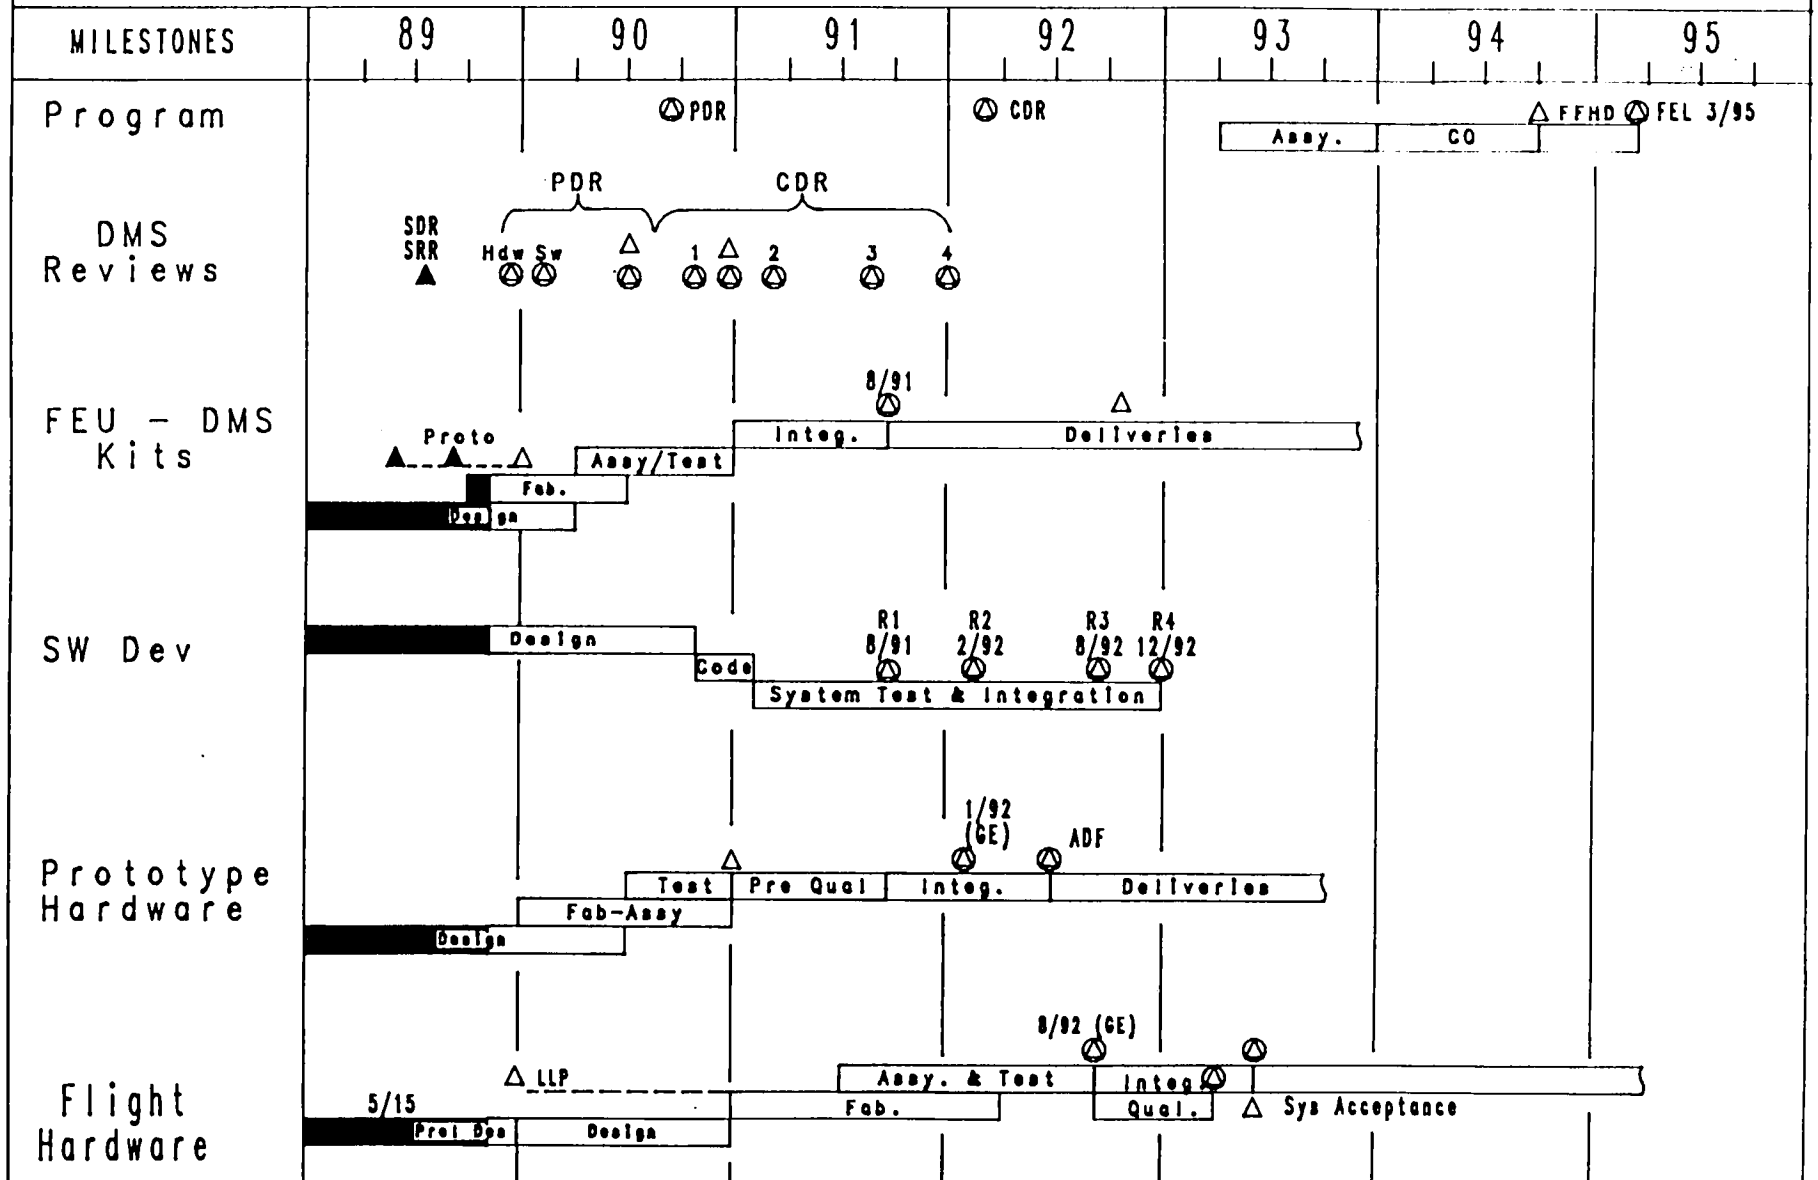 MILESTONES 89 90 91 92 93 94 95
Program PDR CDR FFHD FEL 3/95
Assy. CO
PDR CDR
DMS
Reviews
SDR
SRR Hdw Sw 1 2 3 4
8/91
FEU - DMS
Kits
Proto Integ. Deliveries
Assy/Test
Fab.
Design
SW Dev
Design
R1 R2 R3 R4
8/91 2/92 8/92 12/92
Code
System Test & Integration
1/92
(GE) ADF
Prototype
Hardware
Test Pre Qual Integ. Deliveries
Fab-Assy
Design
8/92 (GE)
LLP Assy. & Test Integ.
Flight
Hardware
5/15 Fab. Qual. Sys Acceptance
Prel Des Design